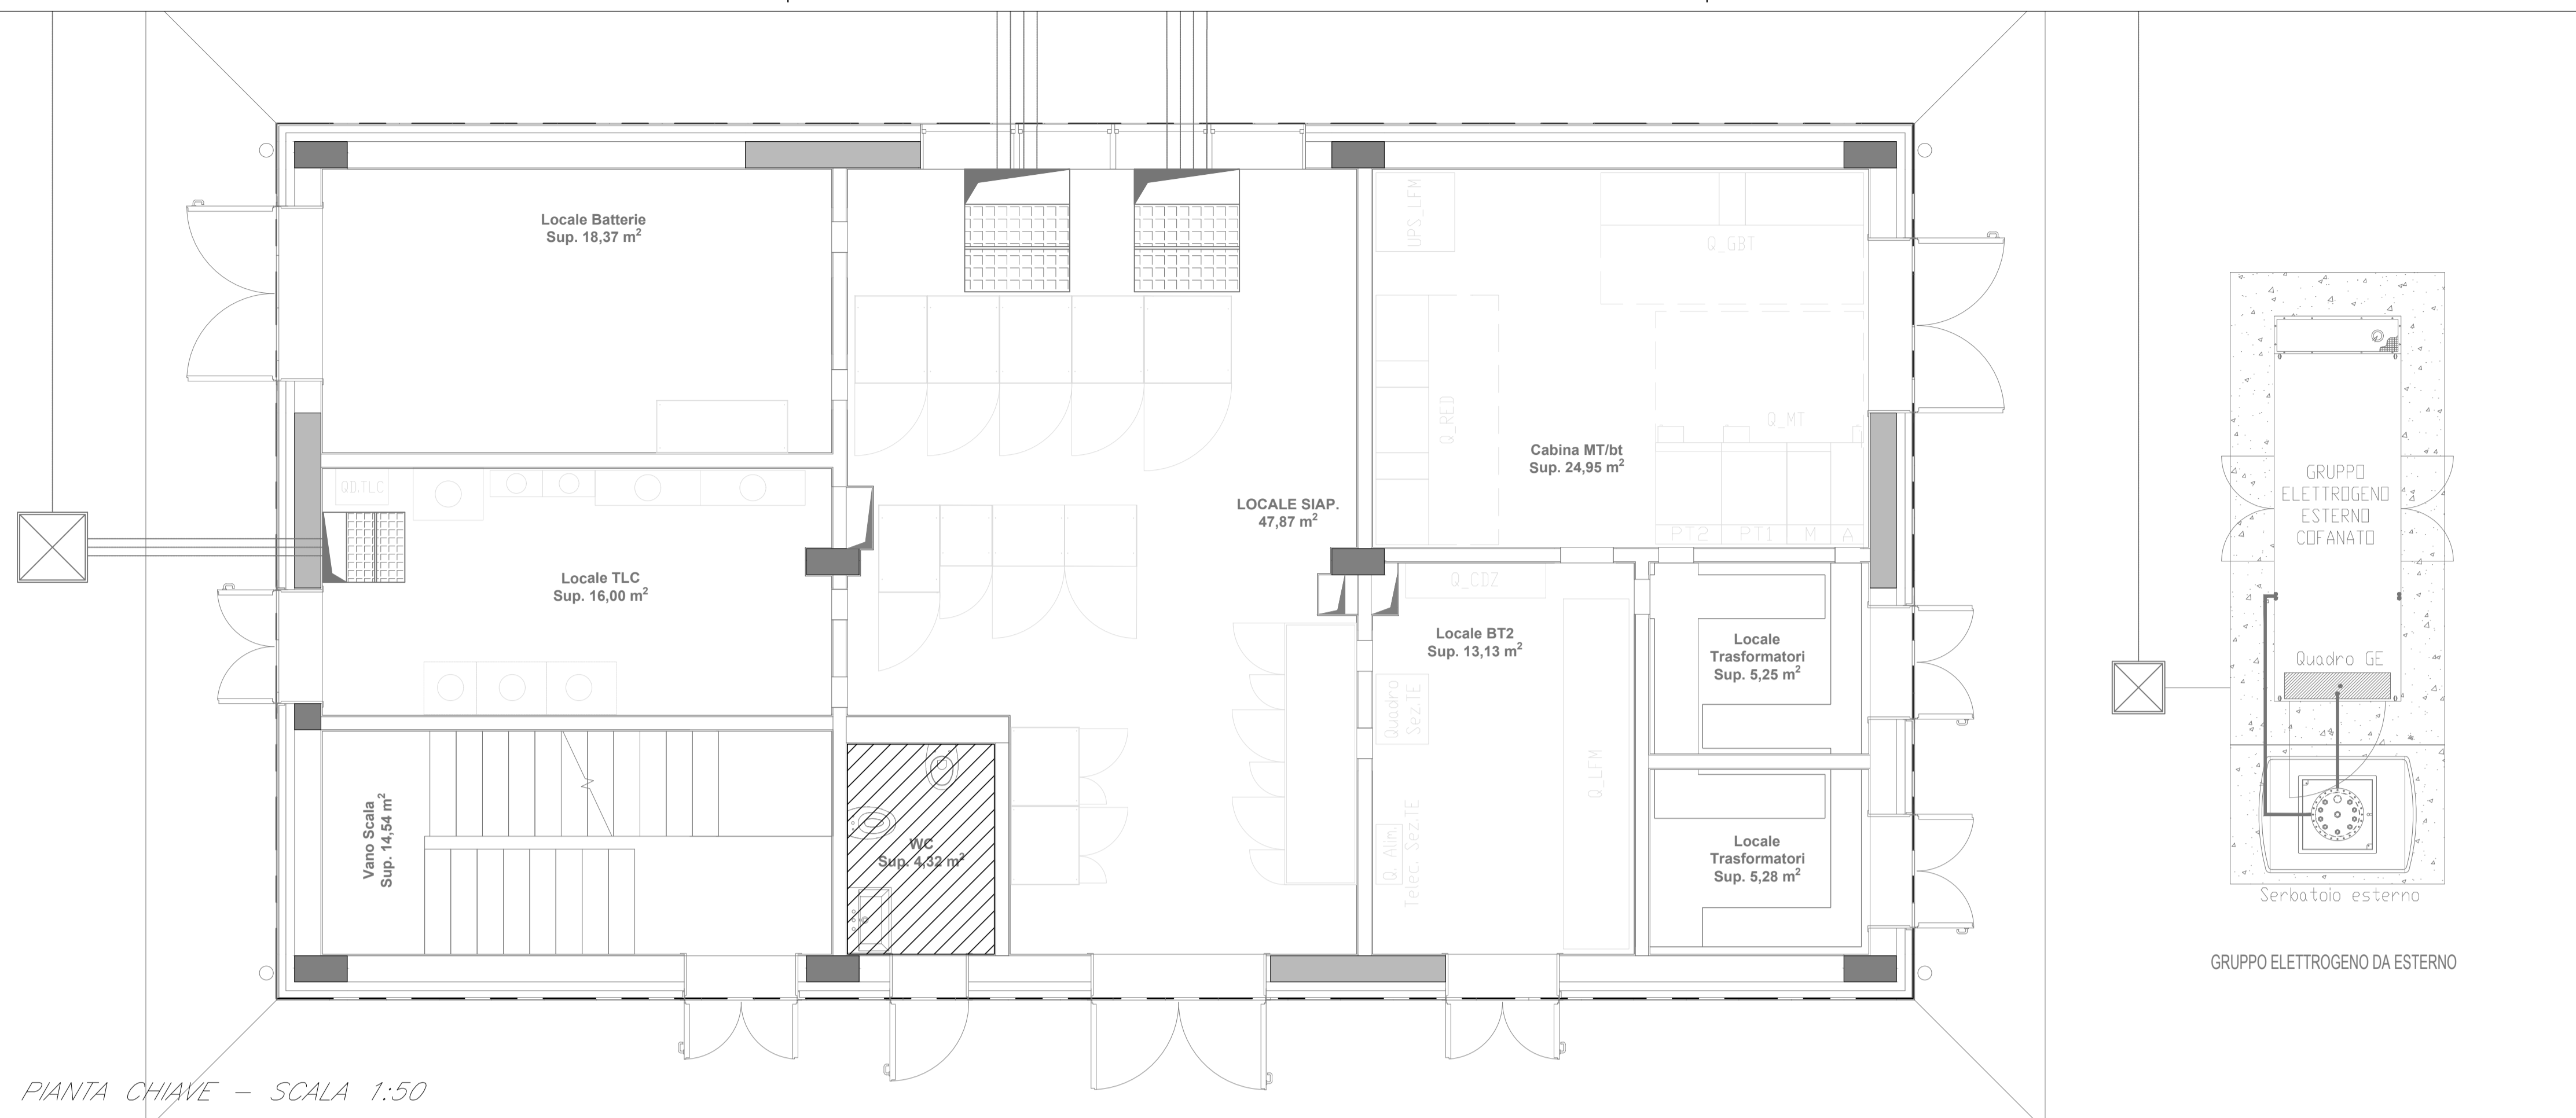 Locale Batterie
Sup. 18,37 m²
UPS_LFM
Q_GBT
Q_RED
Q_MT
Cabina MT/bt
Sup. 24,95 m²
PT2 PT1 M A
QD.TLC
LOCALE SIAP.
47,87 m²
Locale TLC
Sup. 16,00 m²
Q_CDZ
Locale BT2
Sup. 13,13 m²
Locale
Trasformatori
Sup. 5,25 m²
Quadro
Sez.TE
Q_LFM
Q. Alim.
Telec. Sez.TE
Vano Scala
Sup. 14,54 m²
WC
Sup. 4,32 m²
Locale
Trasformatori
Sup. 5,28 m²
GRUPPO
ELETTROGENO
ESTERNO
COFANATO
Quadro GE
Serbatoio esterno
GRUPPO ELETTROGENO DA ESTERNO
PIANTA CHIAVE - SCALA 1:50